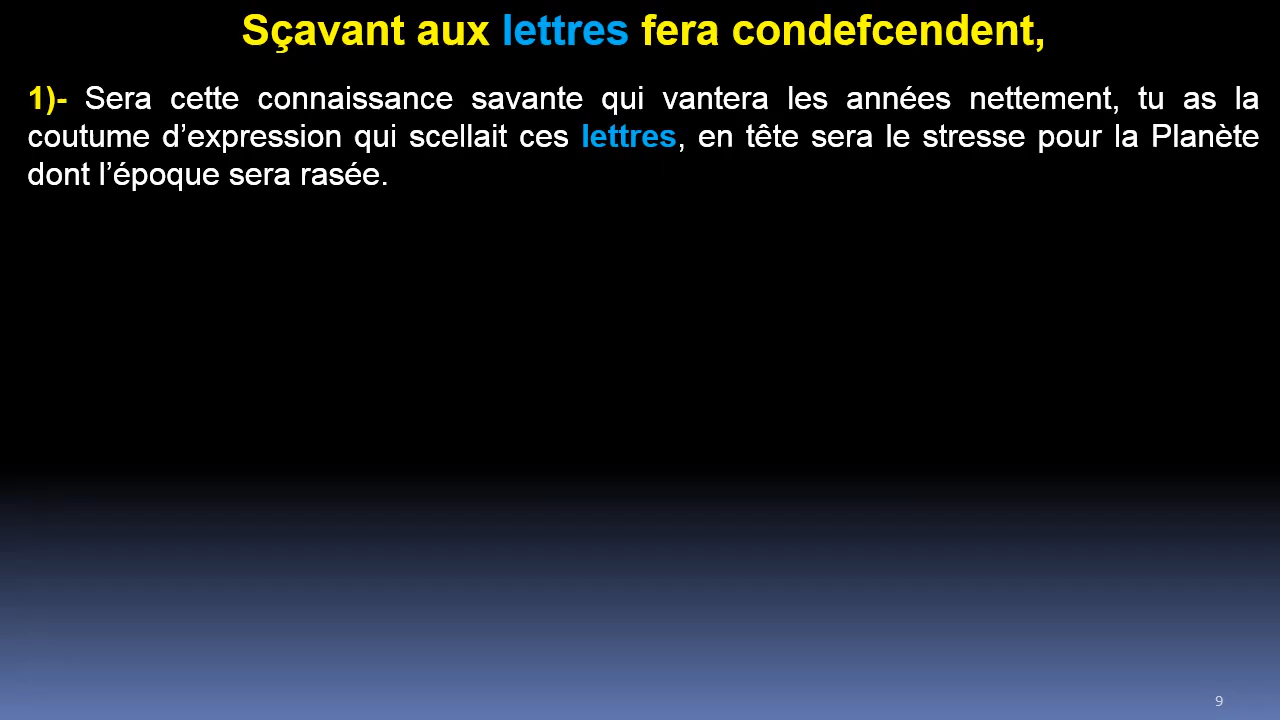 Sçavant aux lettres fera condefcendent,
1)- Sera cette connaissance savante qui vantera les années nettement, tu as la
coutume d’expression qui scellait ces lettres, en tête sera le stresse pour la Planète
dont l’époque sera rasée.
9